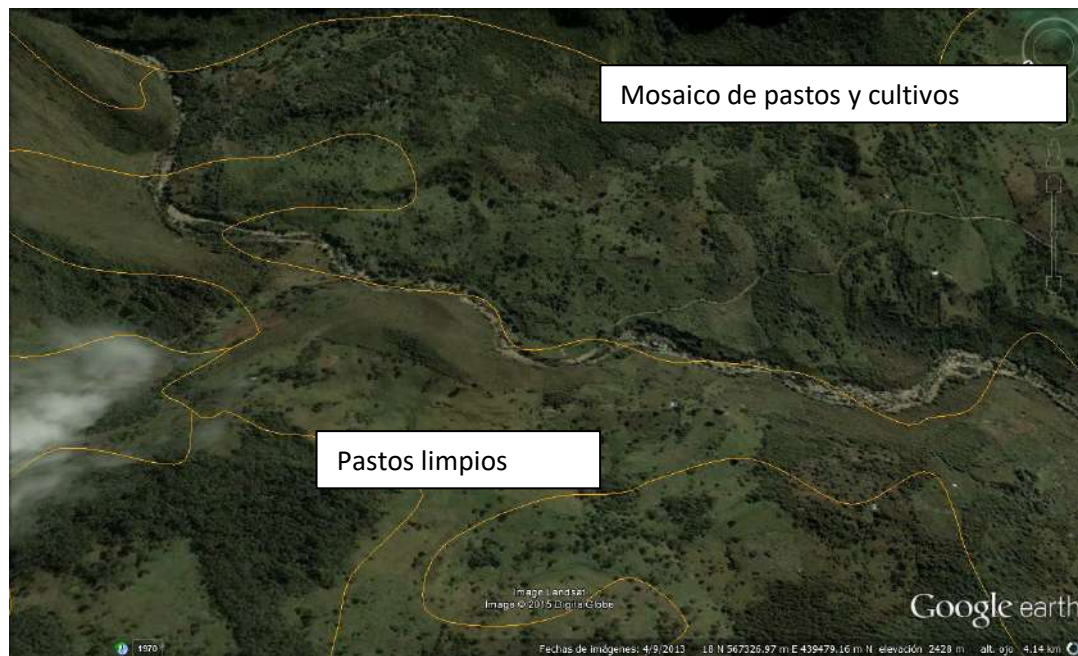 Mosaico de pastos y cultivos
Pastos limpios
Image Landsat
Image © 2015 DigitalGlobe
Google earth
1970
Fechas de imágenes: 4/9/2013 18 N 567326.97 m E 439479.16 m N elevación 2428 m alt. ojo 4.14 km